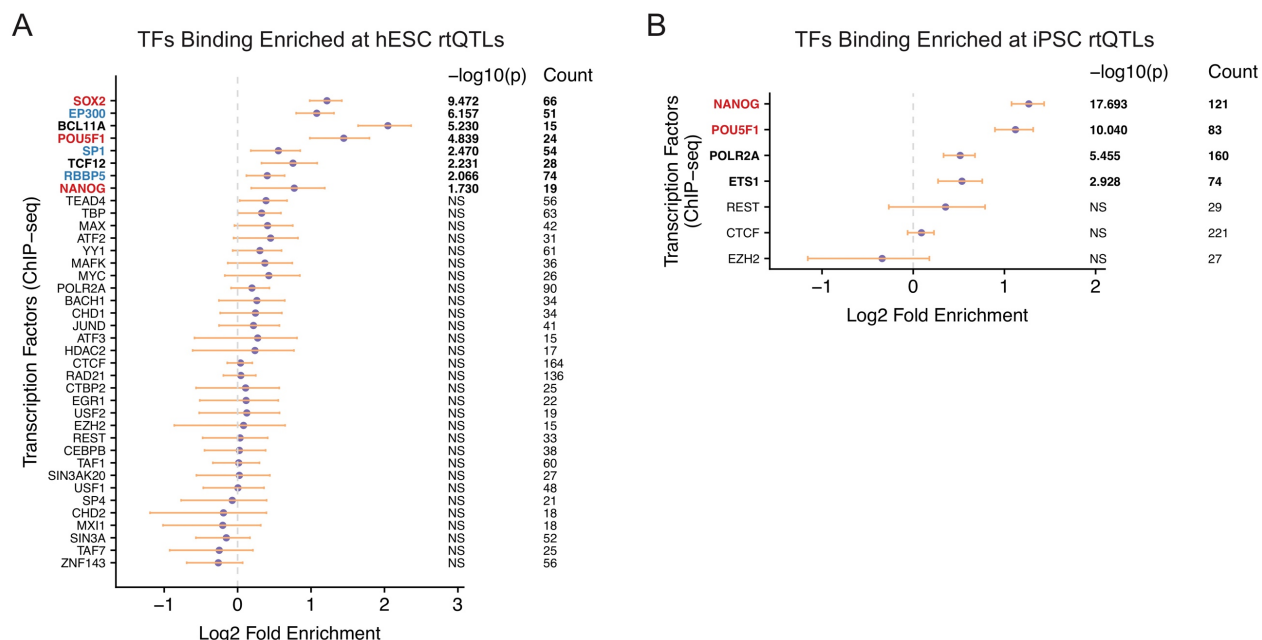 A
TFs Binding Enriched at hESC rtQTLs
−log10(p) Count
SOX2 9.472 66
EP300 6.157 51
BCL11A 5.230 15
POU5F1 4.839 24
SP1 2.470 54
TCF12 2.231 28
RBBP5 2.066 74
NANOG 1.730 19
TEAD4 NS 56
TBP NS 63
MAX NS 42
ATF2 NS 31
YY1 NS 61
MAFK NS 36
MYC NS 26
POLR2A NS 90
BACH1 NS 34
CHD1 NS 34
JUND NS 41
ATF3 NS 15
HDAC2 NS 17
CTCF NS 164
RAD21 NS 136
CTBP2 NS 25
EGR1 NS 22
USF2 NS 19
EZH2 NS 15
REST NS 33
CEBPB NS 38
TAF1 NS 60
SIN3AK20 NS 27
USF1 NS 48
SP4 NS 21
CHD2 NS 18
MXI1 NS 18
SIN3A NS 52
TAF7 NS 25
ZNF143 NS 56
Transcription Factors (ChIP−seq)
−1 0 1 2 3
Log2 Fold Enrichment
B
TFs Binding Enriched at iPSC rtQTLs
−log10(p) Count
NANOG 17.693 121
POU5F1 10.040 83
POLR2A 5.455 160
ETS1 2.928 74
REST NS 29
CTCF NS 221
EZH2 NS 27
Transcription Factors
(ChIP−seq)
−1 0 1 2
Log2 Fold Enrichment